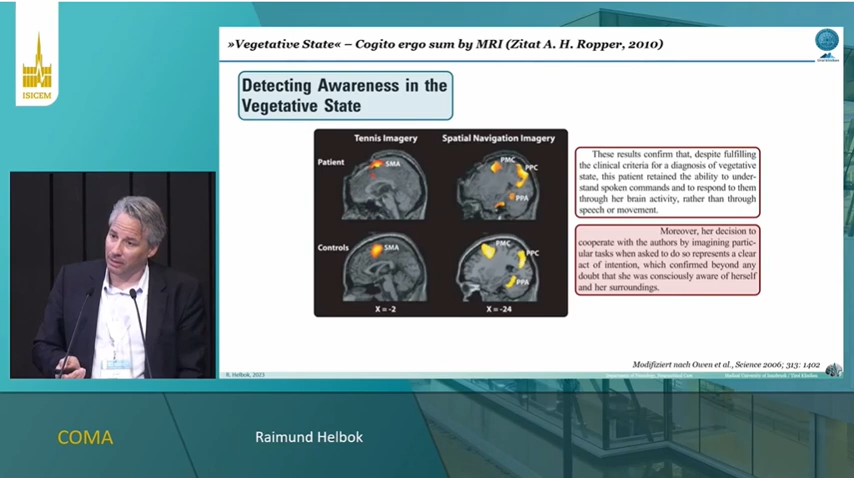 »Vegetative State« – Cogito ergo sum by MRI (Zitat A. H. Ropper, 2010)
ISICEM
Detecting Awareness in the
Vegetative State
Tennis Imagery
Spatial Navigation Imagery
Patient
SMA
PMC
PPC
PPA
Controls
SMA
PMC
PPC
PPA
X = -2
X = -24
These results confirm that, despite fulfilling
the clinical criteria for a diagnosis of vegetative
state, this patient retained the ability to under-
stand spoken commands and to respond to them
through her brain activity, rather than through
speech or movement.
Moreover, her decision to
cooperate with the authors by imagining partic-
ular tasks when asked to do so represents a clear
act of intention, which confirmed beyond any
doubt that she was consciously aware of herself
and her surroundings.
Modifiziert nach Owen et al., Science 2006; 313: 1402
R. Helbok, 2023
COMA
Raimund Helbok